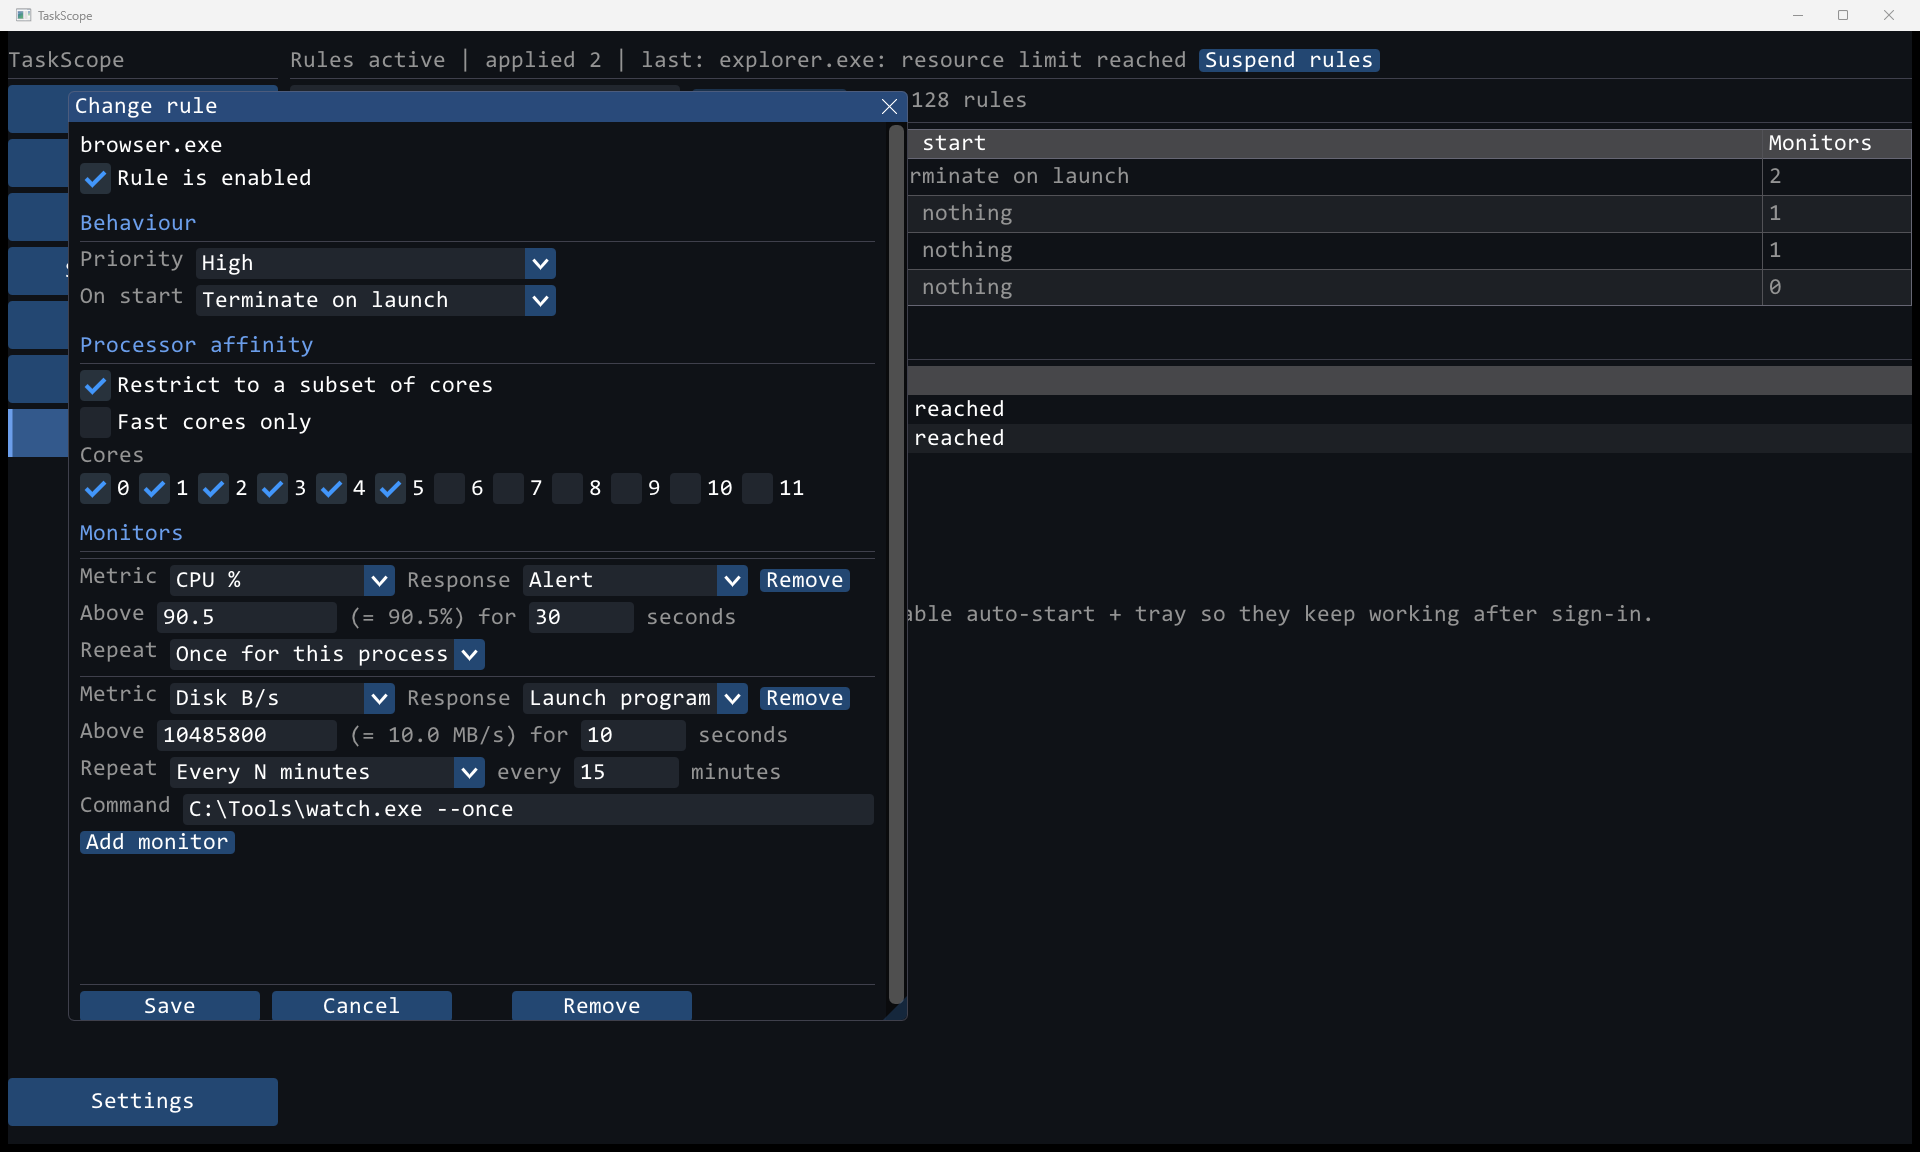 TaskScope
TaskScope
Rules active | applied 2 | last: explorer.exe: resource limit reached Suspend rules
128 rules
Change rule
start Monitors
browser.exe
rminate on launch 2
Rule is enabled
nothing 1
Behaviour
nothing 1
Priority High
nothing 0
On start Terminate on launch
Processor affinity
Restrict to a subset of cores
reached
Fast cores only
reached
Cores
0 1 2 3 4 5 6 7 8 9 10 11
Monitors
Metric CPU % Response Alert Remove
Above 90.5 (= 90.5%) for 30 seconds
able auto-start + tray so they keep working after sign-in.
Repeat Once for this process
Metric Disk B/s Response Launch program Remove
Above 10485800 (= 10.0 MB/s) for 10 seconds
Repeat Every N minutes every 15 minutes
Command C:\Tools\watch.exe --once
Add monitor
Save Cancel Remove
Settings